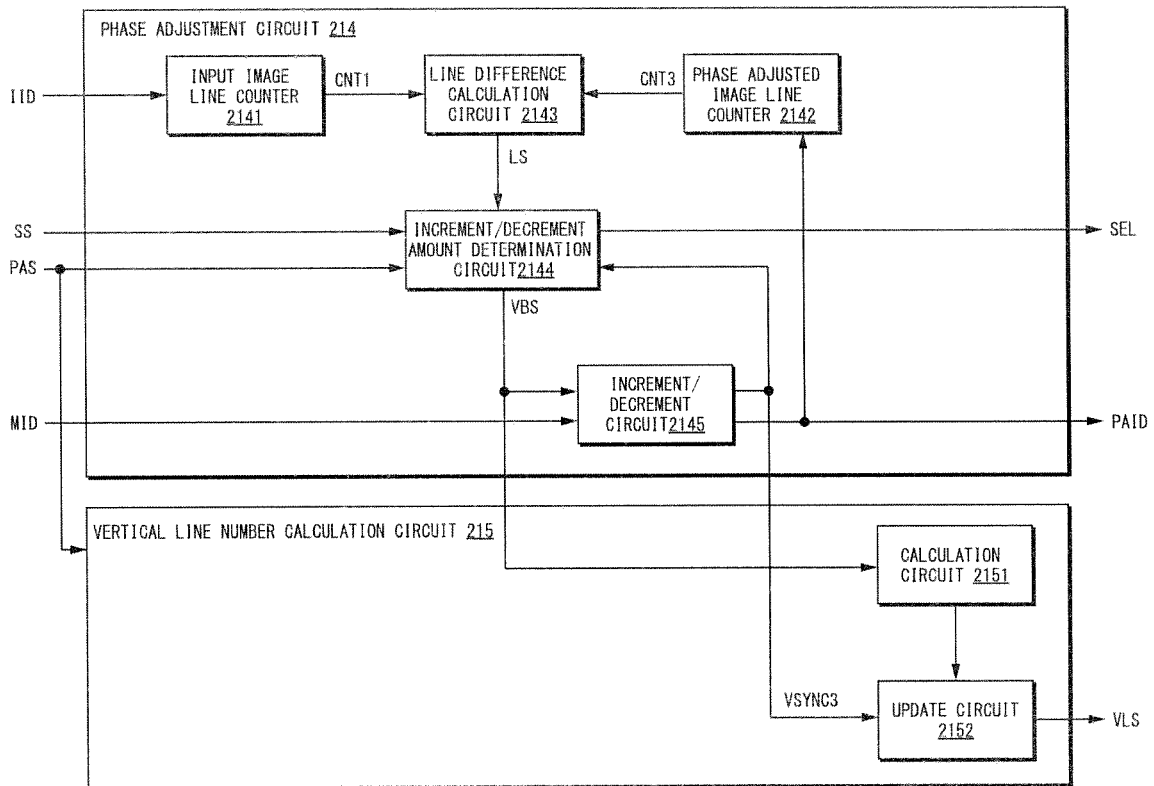 PHASE ADJUSTMENT CIRCUIT 214
IID
INPUT IMAGE
LINE COUNTER
2141
CNT1
LINE DIFFERENCE
CALCULATION
CIRCUIT 2143
CNT3
PHASE ADJUSTED
IMAGE LINE
COUNTER 2142
LS
SS
PAS
INCREMENT/DECREMENT
AMOUNT DETERMINATION
CIRCUIT2144
SEL
VBS
MID
INCREMENT/
DECREMENT
CIRCUIT2145
PAID
VERTICAL LINE NUMBER CALCULATION CIRCUIT 215
CALCULATION
CIRCUIT 2151
VSYNC3
UPDATE CIRCUIT
2152
VLS